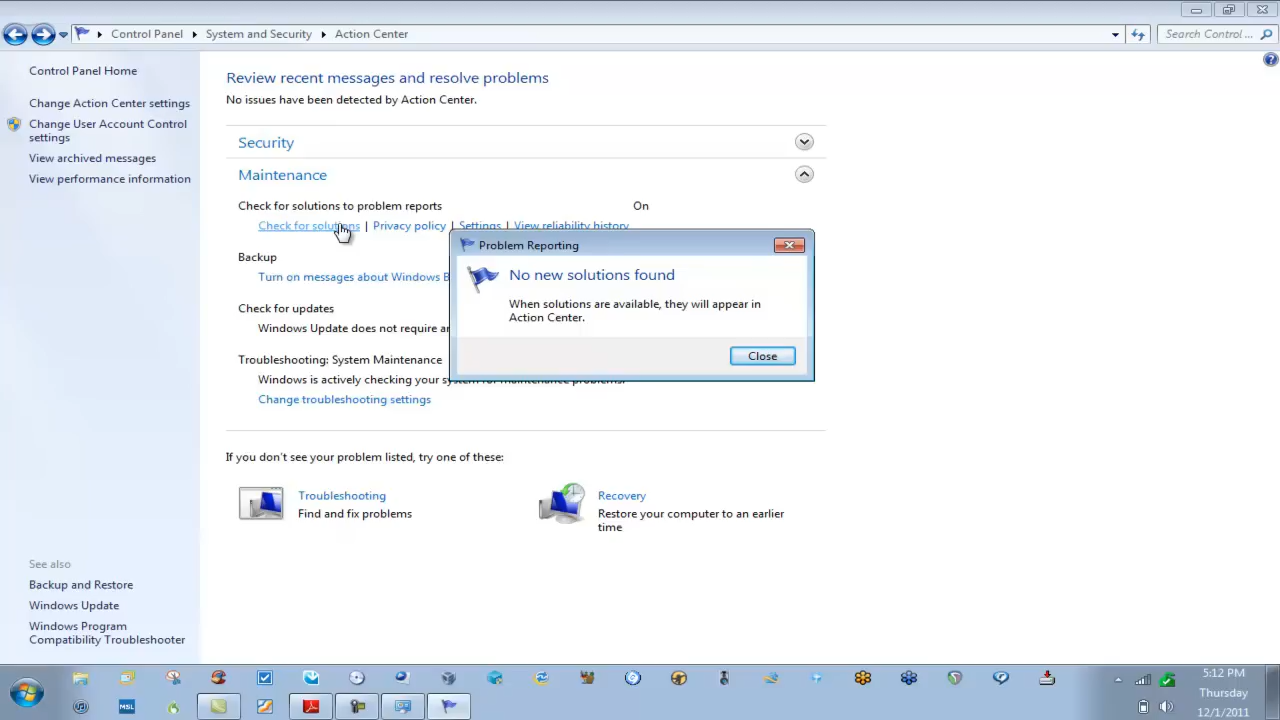 Control Panel
System and Security
Action Center
Search Control ...
Control Panel Home
Change Action Center settings
Change User Account Control
settings
View archived messages
View performance information
Review recent messages and resolve problems
No issues have been detected by Action Center.
Security
Maintenance
Check for solutions to problem reports
On
Check for solutions | Privacy policy | Settings | View reliability history
Backup
Turn on messages about Windows B
Check for updates
Windows Update does not require
Troubleshooting: System Maintenance
Windows is actively checking your system for maintenance problems.
Change troubleshooting settings
Problem Reporting
No new solutions found
When solutions are available, they will appear in
Action Center.
Close
If you don't see your problem listed, try one of these:
Troubleshooting
Find and fix problems
Recovery
Restore your computer to an earlier
time
See also
Backup and Restore
Windows Update
Windows Program
Compatibility Troubleshooter
MSL
5:12 PM
Thursday
12/1/2011